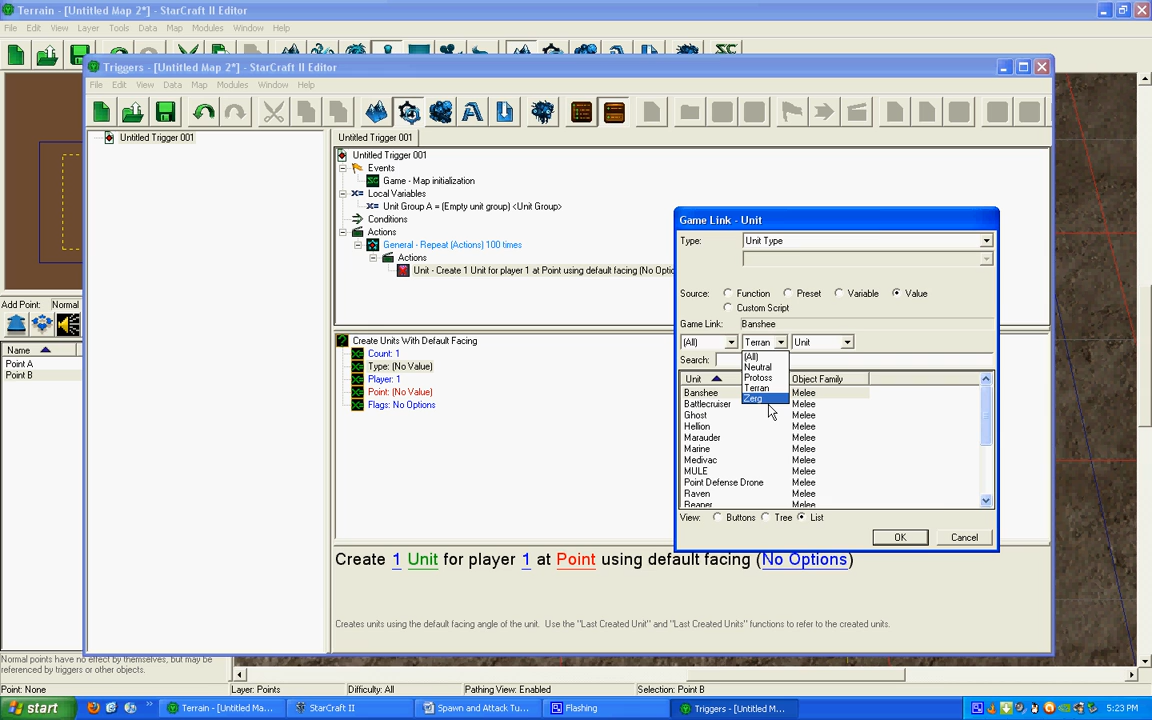 Terrain - [Untitled Map 2*] - StarCraft II Editor
File Edit View Layer Tools Data Map Modules Window Help
Triggers - [Untitled Map 2*] - StarCraft II Editor
File Edit View Data Map Modules Window Help
Untitled Trigger 001
Untitled Trigger 001
Untitled Trigger 001
Events
Game - Map initialization
Local Variables
Unit Group A = (Empty unit group) <Unit Group>
Conditions
Actions
General - Repeat (Actions) 100 times
Actions
Unit - Create 1 Unit for player 1 at Point using default facing (No Optio
Create Units With Default Facing
Count: 1
Type: (No Value)
Player: 1
Point: (No Value)
Flags: No Options
Create 1 Unit for player 1 at Point using default facing (No Options)
Creates units using the default facing angle of the unit. Use the "Last Created Unit" and "Last Created Units" functions to refer to the created units.
Game Link - Unit
Type: Unit Type
Source: Function Preset Variable Value
Custom Script
Game Link: Banshee
(All) Terran Unit
Search:
(All)
Neutral
Protoss
Terran
Zerg
Unit Object Family
Banshee Melee
Battlecruiser Melee
Ghost Melee
Hellion Melee
Marauder Melee
Marine Melee
Medivac Melee
MULE Melee
Point Defense Drone Melee
Raven Melee
Reaper Melee
View: Buttons Tree List
OK Cancel
Add Point: Normal
Name
Point A
Point B
Normal points have no effect by themselves, but may be
referenced by triggers or other objects.
Point: None Layer: Points Difficulty: All Pathing View: Enabled Selection: Point B
start Terrain - [Untitled Ma... StarCraft II Spawn and Attack Tu... Flashing Triggers - [Untitled M... 5:23 PM